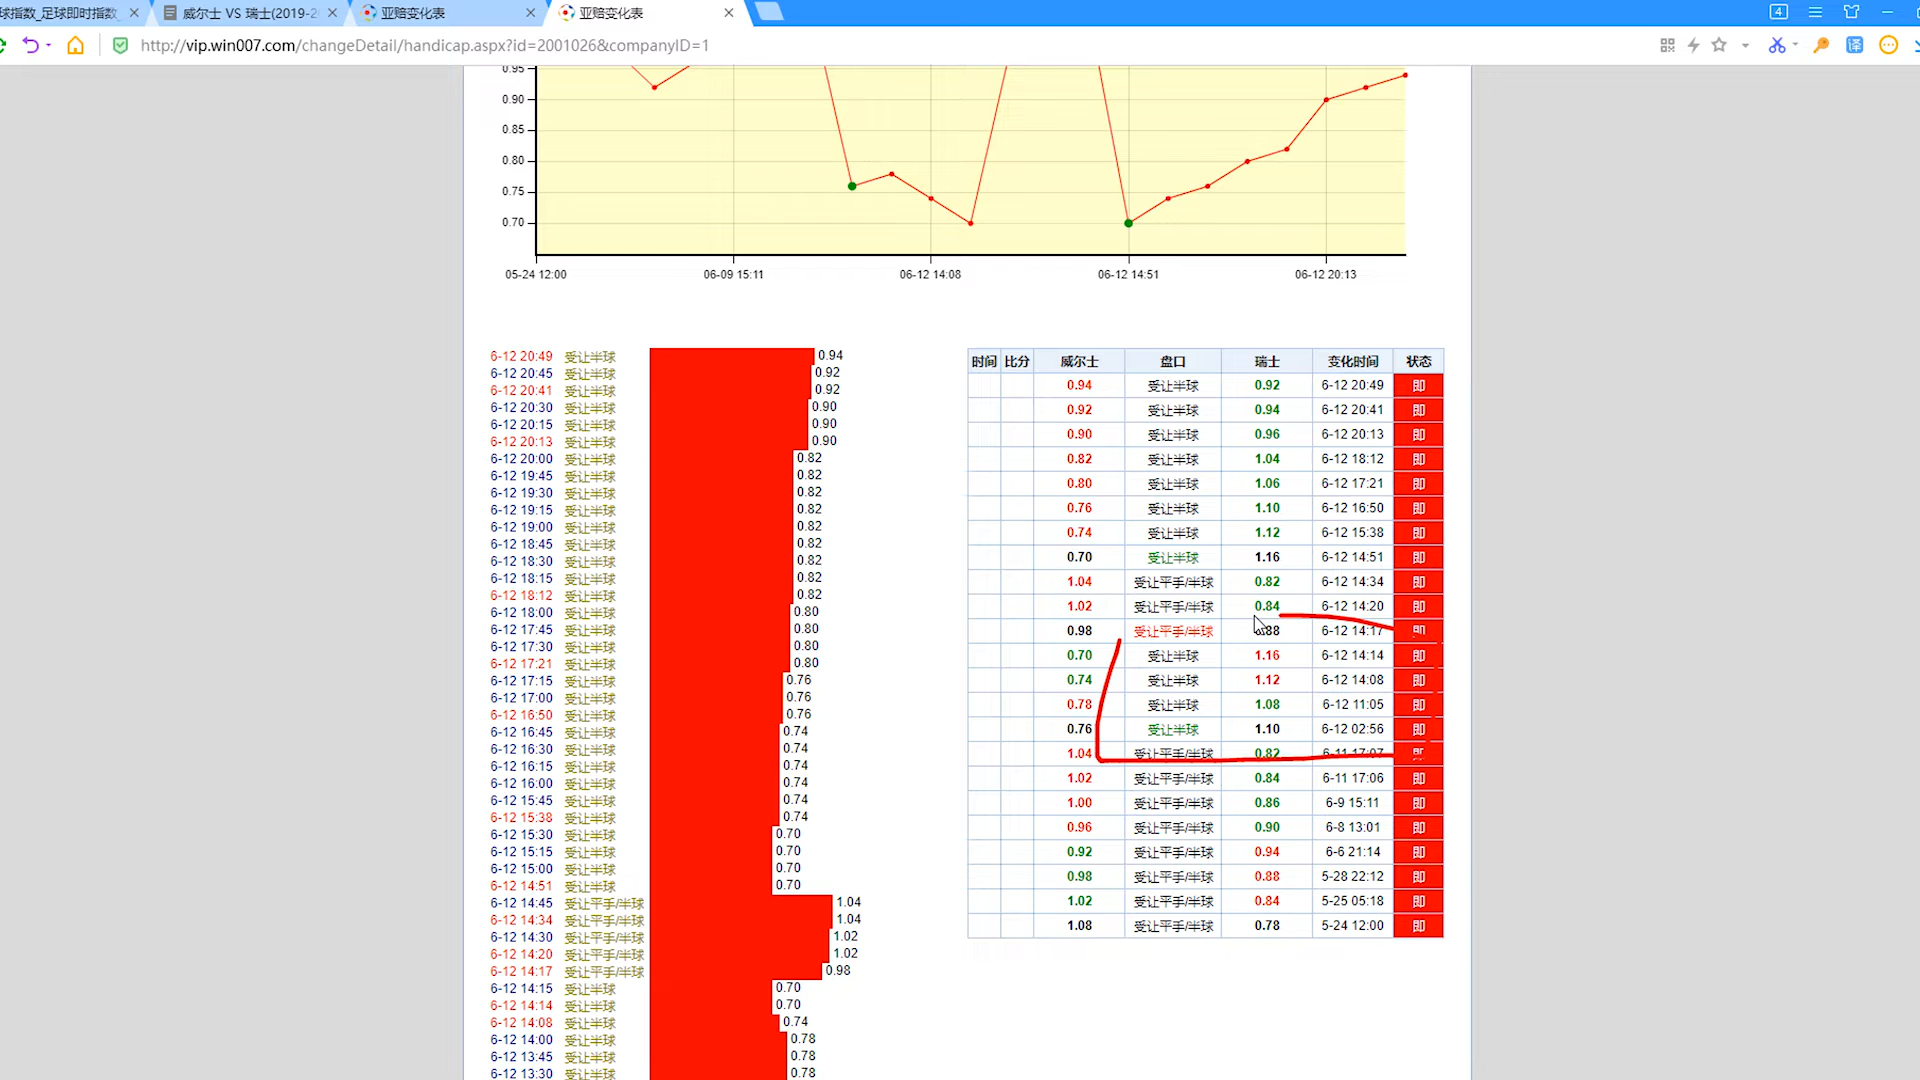 球指数_足球即时指数_
威尔士 VS 瑞士(2019-2
亚赔变化表
亚赔变化表
4
http://vip.win007.com/changeDetail/handicap.aspx?id=2001026&companyID=1
译
0.95
0.90
0.85
0.80
0.75
0.70
05-24 12:00
06-09 15:11
06-12 14:08
06-12 14:51
06-12 20:13
6-12 20:49 受让半球 0.94
6-12 20:45 受让半球 0.92
6-12 20:41 受让半球 0.92
6-12 20:30 受让半球 0.90
6-12 20:15 受让半球 0.90
6-12 20:13 受让半球 0.90
6-12 20:00 受让半球 0.82
6-12 19:45 受让半球 0.82
6-12 19:30 受让半球 0.82
6-12 19:15 受让半球 0.82
6-12 19:00 受让半球 0.82
6-12 18:45 受让半球 0.82
6-12 18:30 受让半球 0.82
6-12 18:15 受让半球 0.82
6-12 18:12 受让半球 0.82
6-12 18:00 受让半球 0.80
6-12 17:45 受让半球 0.80
6-12 17:30 受让半球 0.80
6-12 17:21 受让半球 0.80
6-12 17:15 受让半球 0.76
6-12 17:00 受让半球 0.76
6-12 16:50 受让半球 0.76
6-12 16:45 受让半球 0.74
6-12 16:30 受让半球 0.74
6-12 16:15 受让半球 0.74
6-12 16:00 受让半球 0.74
6-12 15:45 受让半球 0.74
6-12 15:38 受让半球 0.74
6-12 15:30 受让半球 0.70
6-12 15:15 受让半球 0.70
6-12 15:00 受让半球 0.70
6-12 14:51 受让半球 0.70
6-12 14:45 受让平手/半球 1.04
6-12 14:34 受让平手/半球 1.04
6-12 14:30 受让平手/半球 1.02
6-12 14:20 受让平手/半球 1.02
6-12 14:17 受让平手/半球 0.98
6-12 14:15 受让半球 0.70
6-12 14:14 受让半球 0.70
6-12 14:08 受让半球 0.74
6-12 14:00 受让半球 0.78
6-12 13:45 受让半球 0.78
6-12 13:30 受让半球 0.78
时间 比分 威尔士 盘口 瑞士 变化时间 状态
0.94 受让半球 0.92 6-12 20:49 即
0.92 受让半球 0.94 6-12 20:41 即
0.90 受让半球 0.96 6-12 20:13 即
0.82 受让半球 1.04 6-12 18:12 即
0.80 受让半球 1.06 6-12 17:21 即
0.76 受让半球 1.10 6-12 16:50 即
0.74 受让半球 1.12 6-12 15:38 即
0.70 受让半球 1.16 6-12 14:51 即
1.04 受让平手/半球 0.82 6-12 14:34 即
1.02 受让平手/半球 0.84 6-12 14:20 即
0.98 受让平手/半球 0.88 6-12 14:17 即
0.70 受让半球 1.16 6-12 14:14 即
0.74 受让半球 1.12 6-12 14:08 即
0.78 受让半球 1.08 6-12 11:05 即
0.76 受让半球 1.10 6-12 02:56 即
1.04 受让平手/半球 0.82 6-11 17:07 即
1.02 受让平手/半球 0.84 6-11 17:06 即
1.00 受让平手/半球 0.86 6-9 15:11 即
0.96 受让平手/半球 0.90 6-8 13:01 即
0.92 受让平手/半球 0.94 6-6 21:14 即
0.98 受让平手/半球 0.88 5-28 22:12 即
1.02 受让平手/半球 0.84 5-25 05:18 即
1.08 受让平手/半球 0.78 5-24 12:00 即